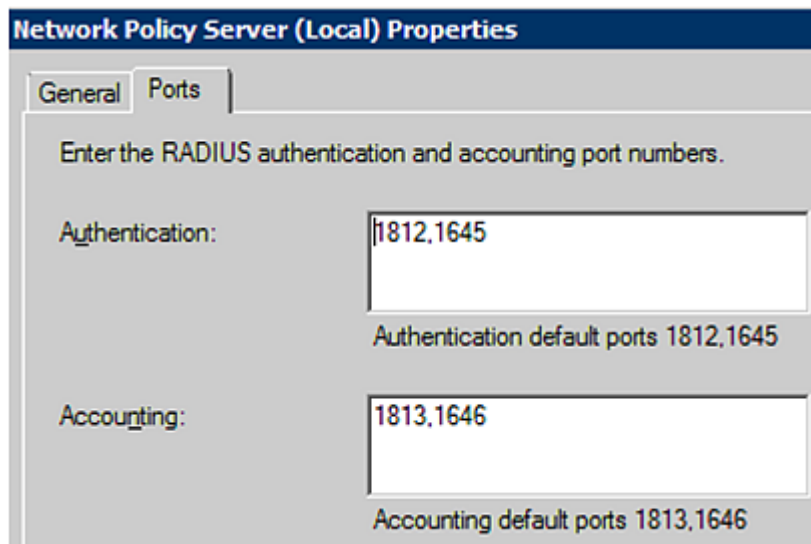 Network Policy Server (Local) Properties
General Ports
Enter the RADIUS authentication and accounting port numbers.
Authentication: 1812,1645
Authentication default ports 1812,1645
Accounting: 1813,1646
Accounting default ports 1813,1646